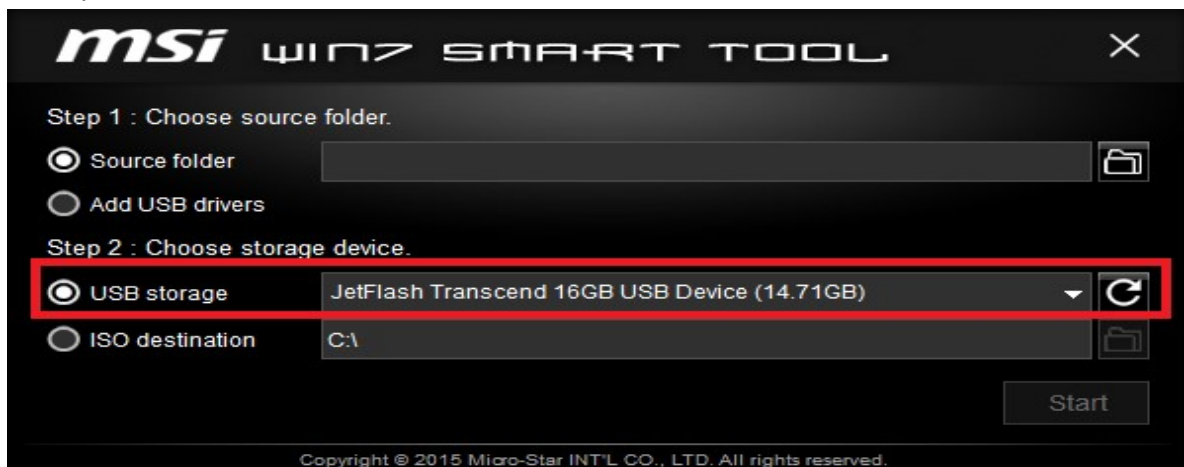 msi WIN7 SMART TOOL
Step 1 : Choose source folder.
Source folder
Add USB drivers
Step 2 : Choose storage device.
USB storage JetFlash Transcend 16GB USB Device (14.71GB)
ISO destination C:\
Start
Copyright © 2015 Micro-Star INT'L CO., LTD. All rights reserved.